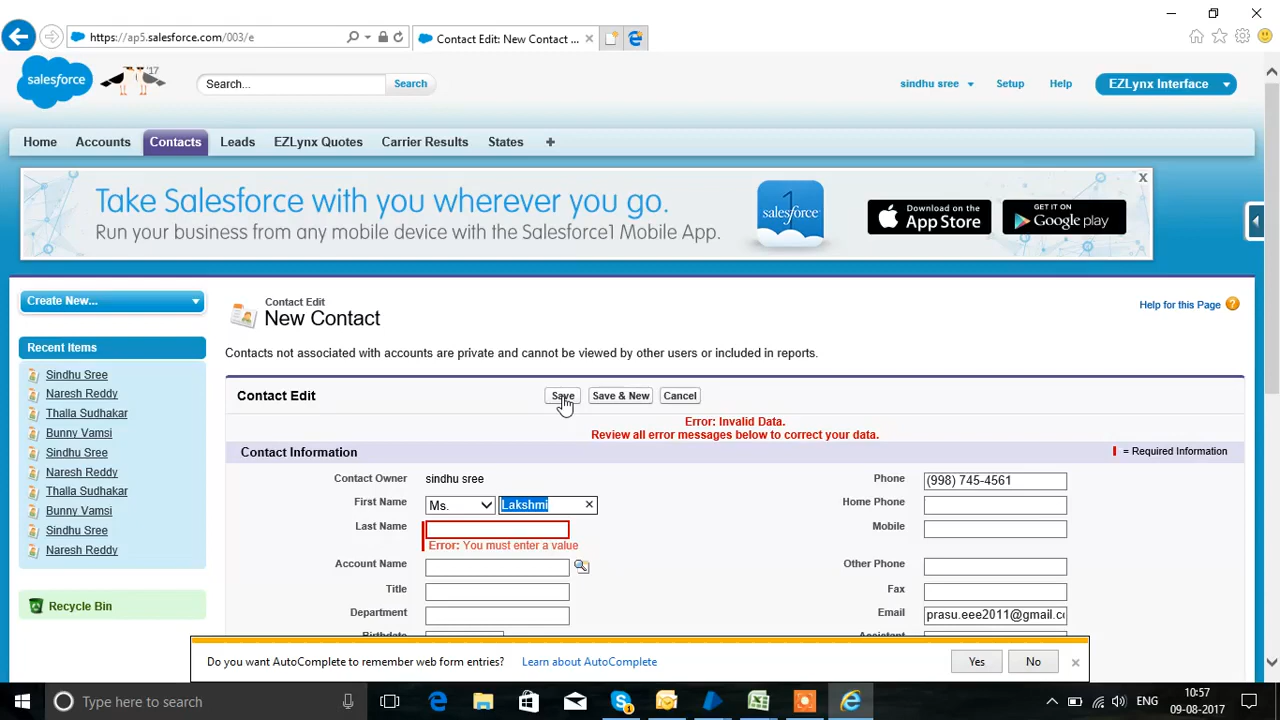 https://ap5.salesforce.com/003/e
Contact Edit: New Contact ...
salesforce
'17
Search...
Search
sindhu sree
Setup
Help
EZLynx Interface
Home
Accounts
Contacts
Leads
EZLynx Quotes
Carrier Results
States
+
Take Salesforce with you wherever you go.
Run your business from any mobile device with the Salesforce1 Mobile App.
1
salesforce
Download on the
App Store
GET IT ON
Google play
X
Create New...
Recent Items
Sindhu Sree
Naresh Reddy
Thalla Sudhakar
Bunny Vamsi
Sindhu Sree
Naresh Reddy
Thalla Sudhakar
Bunny Vamsi
Sindhu Sree
Naresh Reddy
Recycle Bin
Contact Edit
New Contact
Help for this Page ?
Contacts not associated with accounts are private and cannot be viewed by other users or included in reports.
Contact Edit
Save
Save & New
Cancel
Error: Invalid Data.
Review all error messages below to correct your data.
Contact Information
= Required Information
Contact Owner sindhu sree
First Name Ms. Lakshmi
Last Name
Error: You must enter a value
Account Name
Title
Department
Birthdate
Phone (998) 745-4561
Home Phone
Mobile
Other Phone
Fax
Email prasu.eee2011@gmail.c
Assistant
Do you want AutoComplete to remember web form entries? Learn about AutoComplete
Yes
No
Type here to search
ENG
10:57
09-08-2017